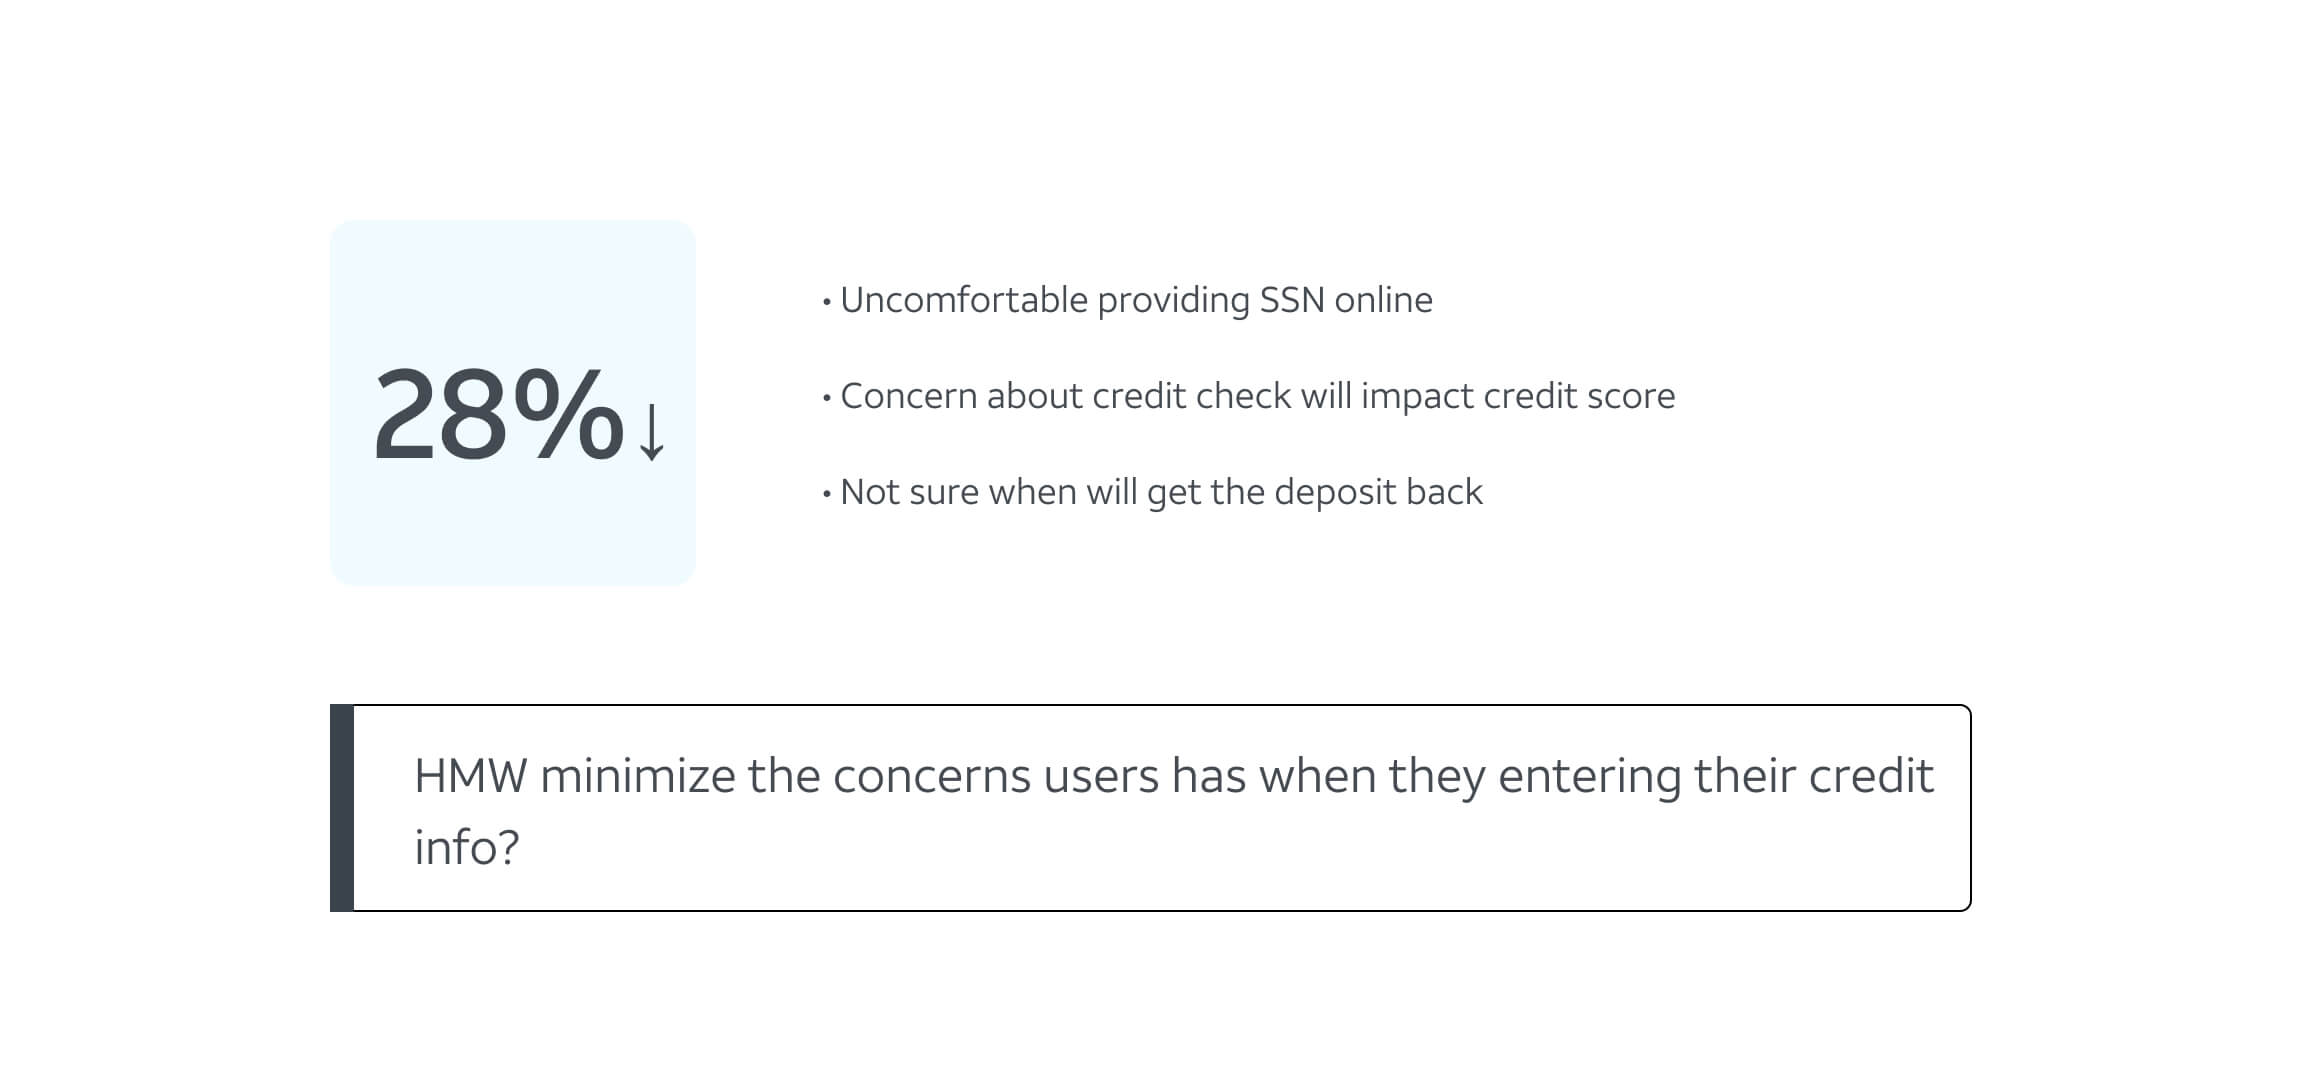 28%↓
• Uncomfortable providing SSN online
• Concern about credit check will impact credit score
• Not sure when will get the deposit back
HMW minimize the concerns users has when they entering their credit
info?